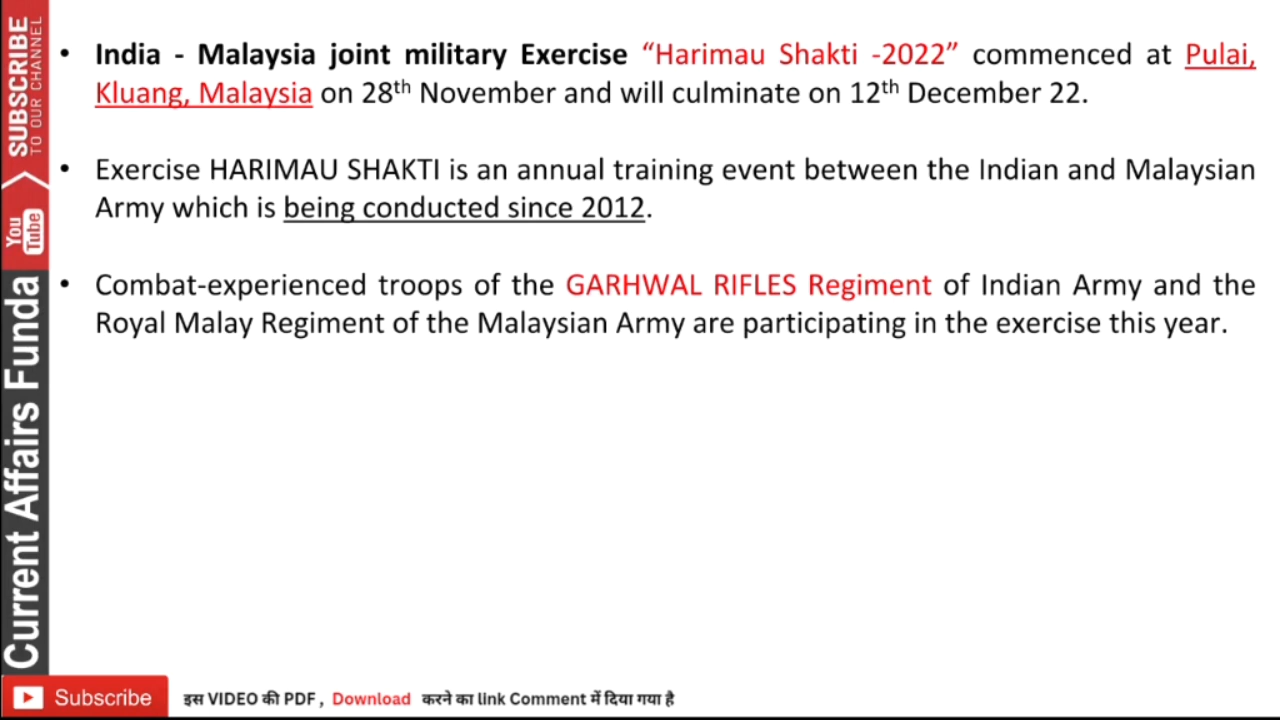 • India - Malaysia joint military Exercise “Harimau Shakti -2022” commenced at Pulai,
Kluang, Malaysia on 28th November and will culminate on 12th December 22.
• Exercise HARIMAU SHAKTI is an annual training event between the Indian and Malaysian
Army which is being conducted since 2012.
• Combat-experienced troops of the GARHWAL RIFLES Regiment of Indian Army and the
Royal Malay Regiment of the Malaysian Army are participating in the exercise this year.
SUBSCRIBE
TO OUR CHANNEL
You
Tube
Current Affairs Funda
Subscribe
इस VIDEO की PDF , Download करने का link Comment में दिया गया है